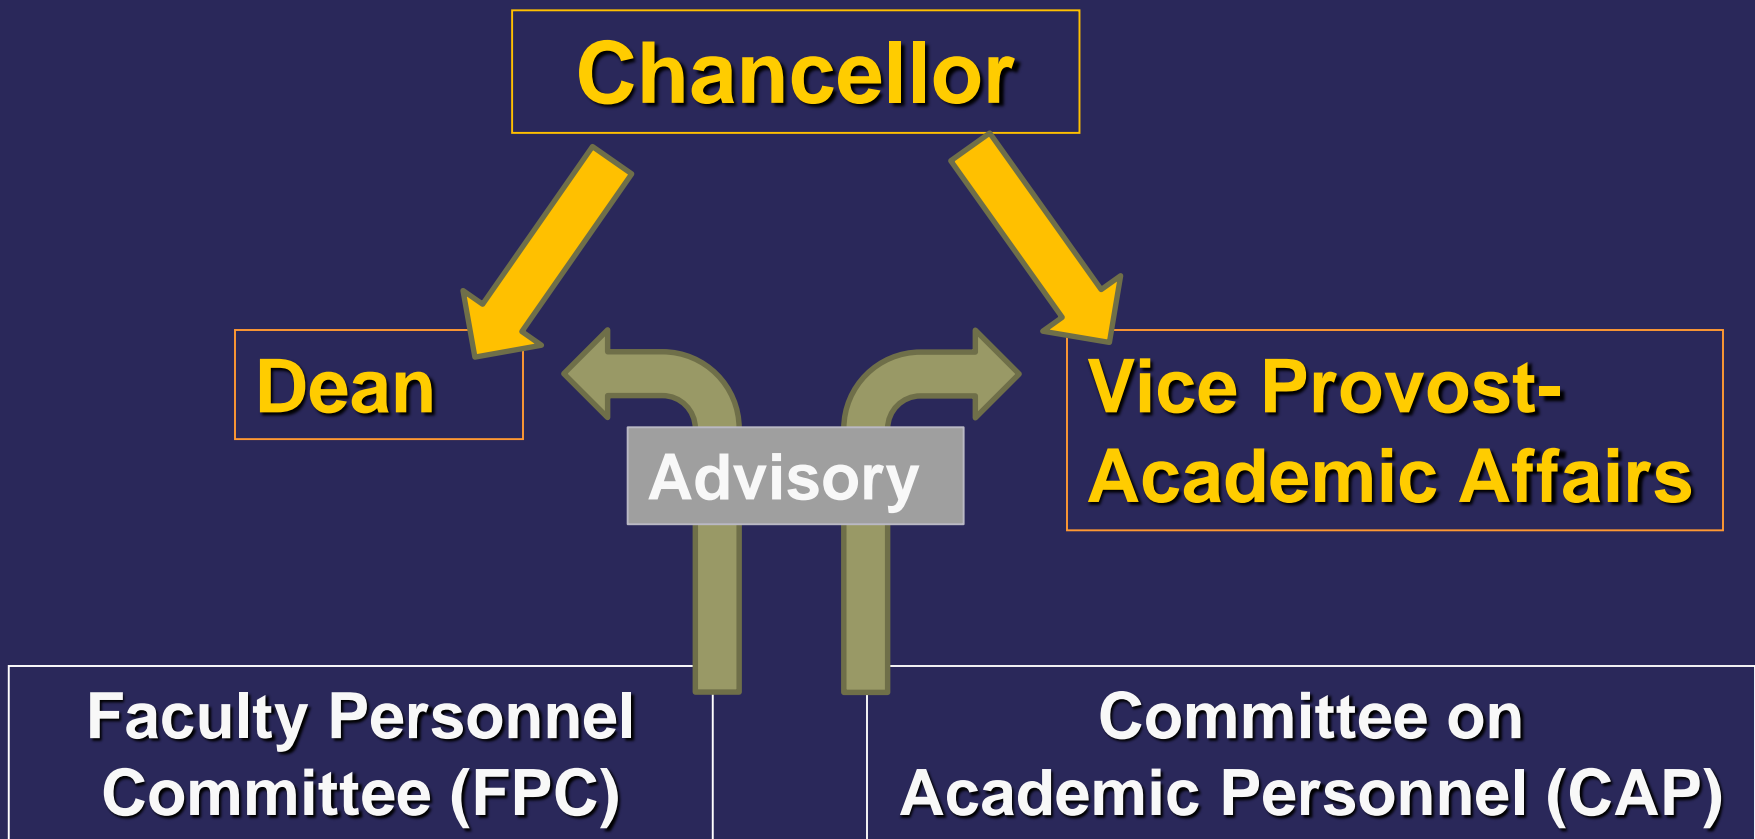 Chancellor
Dean
Vice Provost-
Academic Affairs
Advisory
Faculty Personnel
Committee (FPC)
Committee on
Academic Personnel (CAP)